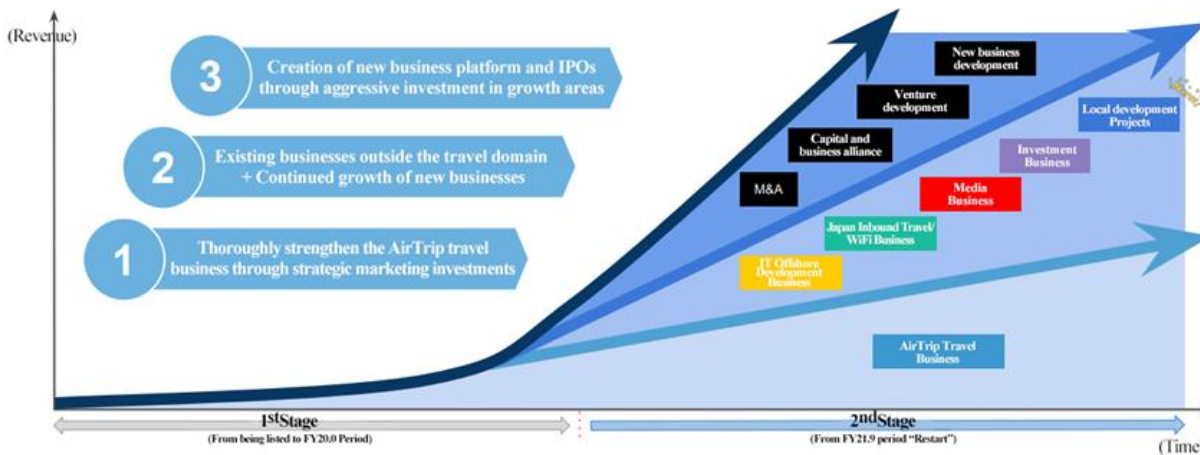 (Revenue)
3
Creation of new business platform and IPOs
through aggressive investment in growth areas
2
Existing businesses outside the travel domain
+ Continued growth of new businesses
1
Thoroughly strengthen the AirTrip travel
business through strategic marketing investments
New business
development
Venture
development
Capital and
business alliance
M&A
Local development
Projects
Investment
Business
Media
Business
Japan Inbound Travel/
WiFi Business
IT Offshore
Development
Business
AirTrip Travel
Business
1stStage
(From being listed to FY20.0 Period)
2ndStage
(From FY21.9 period “Restart”)
(Time